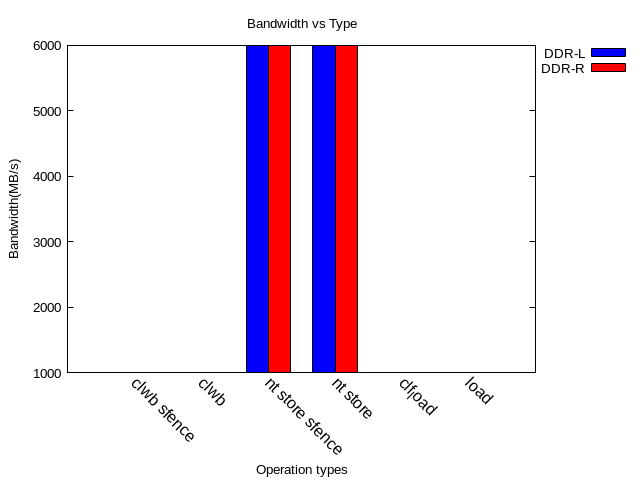 Bandwidth vs Type
6000
5000
4000
3000
2000
1000
Bandwidth(MB/s)
DDR-L
DDR-R
clwb sfence
clwb
nt store sfence
nt store
clfload
load
Operation types